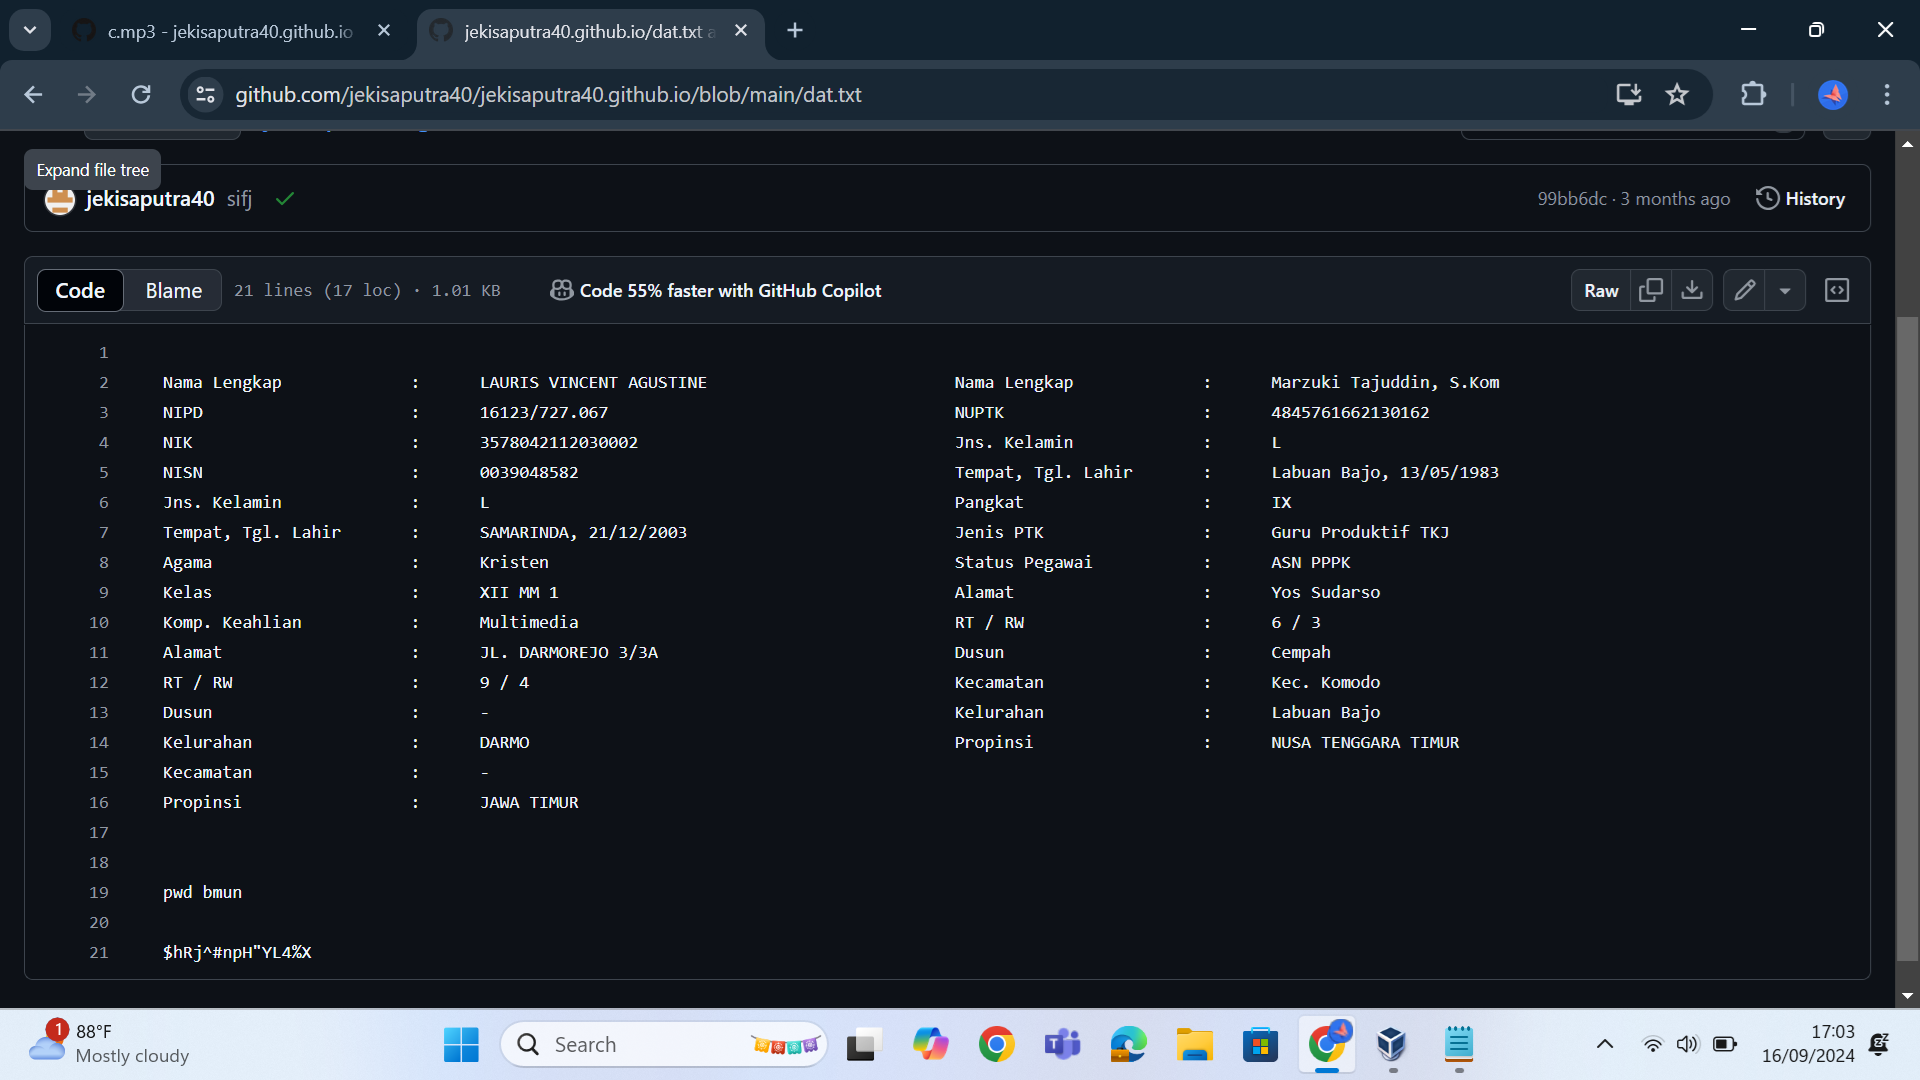 c.mp3 - jekisaputra40.github.io
jekisaputra40.github.io/dat.txt a
github.com/jekisaputra40/jekisaputra40.github.io/blob/main/dat.txt
Expand file tree
jekisaputra40 sifj
99bb6dc · 3 months ago
History
Code Blame 21 lines (17 loc) · 1.01 KB
Code 55% faster with GitHub Copilot
Raw
1
2 Nama Lengkap : LAURIS VINCENT AGUSTINE Nama Lengkap : Marzuki Tajuddin, S.Kom
3 NIPD : 16123/727.067 NUPTK : 4845761662130162
4 NIK : 3578042112030002 Jns. Kelamin : L
5 NISN : 0039048582 Tempat, Tgl. Lahir : Labuan Bajo, 13/05/1983
6 Jns. Kelamin : L Pangkat : IX
7 Tempat, Tgl. Lahir : SAMARINDA, 21/12/2003 Jenis PTK : Guru Produktif TKJ
8 Agama : Kristen Status Pegawai : ASN PPPK
9 Kelas : XII MM 1 Alamat : Yos Sudarso
10 Komp. Keahlian : Multimedia RT / RW : 6 / 3
11 Alamat : JL. DARMOREJO 3/3A Dusun : Cempah
12 RT / RW : 9 / 4 Kecamatan : Kec. Komodo
13 Dusun : - Kelurahan : Labuan Bajo
14 Kelurahan : DARMO Propinsi : NUSA TENGGARA TIMUR
15 Kecamatan : -
16 Propinsi : JAWA TIMUR
17
18
19 pwd bmun
20
21 $hRj^#npH"YL4%X
1
88°F
Mostly cloudy
Search
17:03
16/09/2024